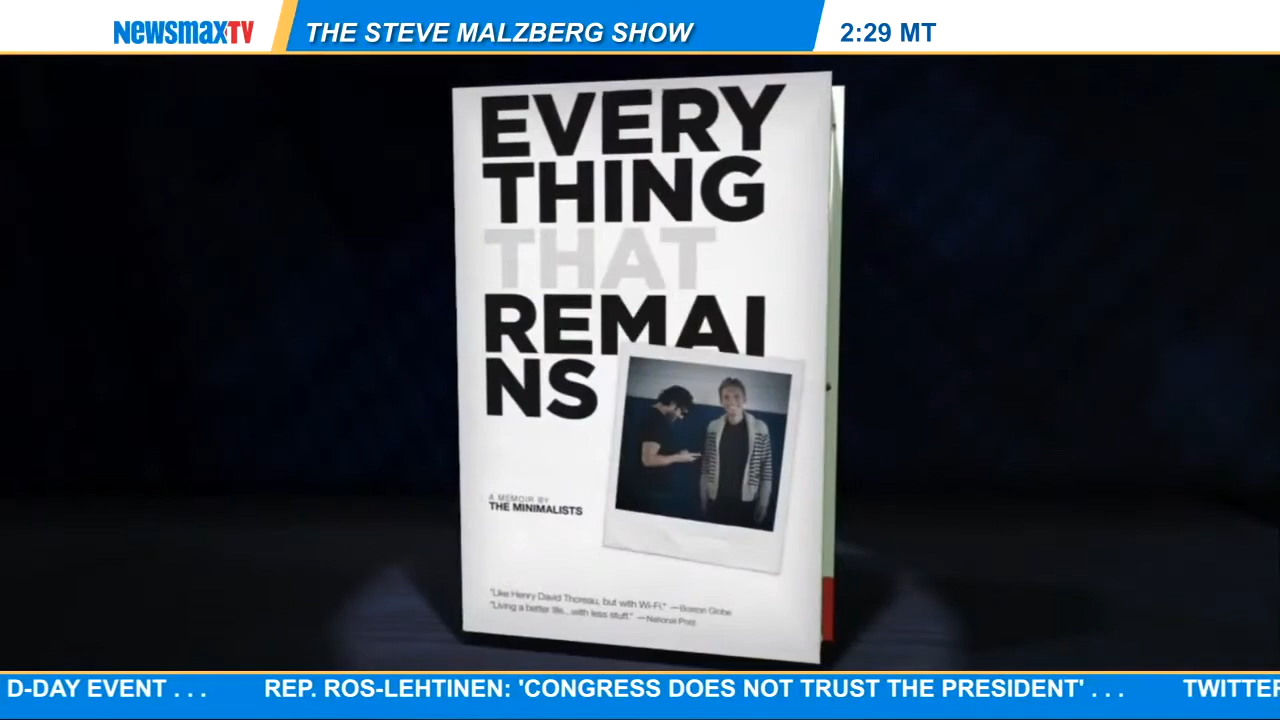 NEWSMAXTV
THE STEVE MALZBERG SHOW
2:29 MT
EVERY
THING
THAT
REMAI
NS
A MEMOIR BY
THE MINIMALISTS
"Like Henry David Thoreau, but with Wi-Fi." —Boston Globe
"Living a better life... with less stuff." —National Post
D-DAY EVENT . . . REP. ROS-LEHTINEN: 'CONGRESS DOES NOT TRUST THE PRESIDENT' . . . TWITTER